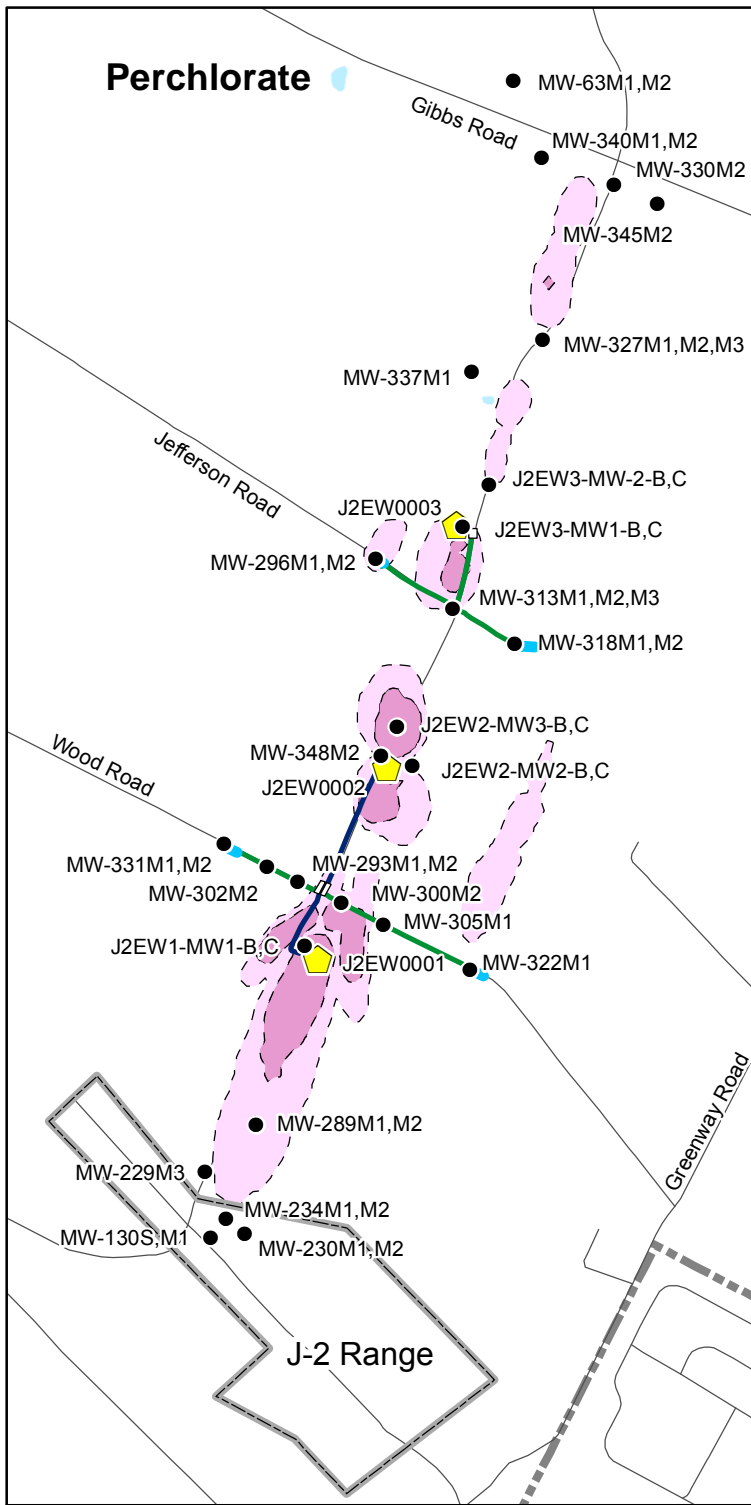 Perchlorate
MW-63M1,M2
Gibbs Road
MW-340M1,M2
MW-330M2
MW-345M2
MW-327M1,M2,M3
MW-337M1
Jefferson Road
J2EW3-MW-2-B,C
J2EW0003
J2EW3-MW1-B,C
MW-296M1,M2
MW-313M1,M2,M3
MW-318M1,M2
J2EW2-MW3-B,C
Wood Road
MW-348M2
J2EW2-MW2-B,C
J2EW0002
MW-331M1,M2
MW-293M1,M2
MW-302M2
MW-300M2
MW-305M1
J2EW1-MW1-B,C
J2EW0001
MW-322M1
Greenway Road
MW-289M1,M2
MW-229M3
MW-234M1,M2
MW-130S,M1
MW-230M1,M2
J-2 Range